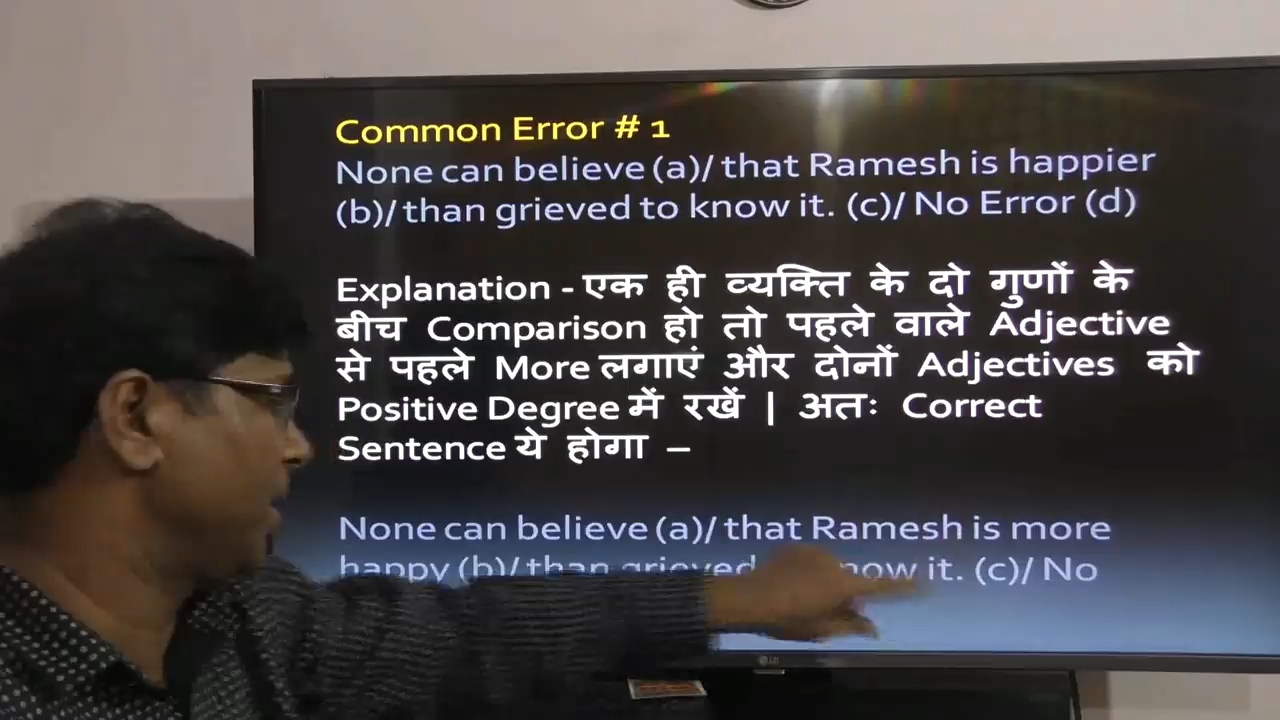 Common Error # 1
None can believe (a)/ that Ramesh is happier
(b)/ than grieved to know it. (c)/ No Error (d)
Explanation - एक ही व्यक्ति के दो गुणों के
बीच Comparison हो तो पहले वाले Adjective
से पहले More लगाएं और दोनों Adjectives को
Positive Degree में रखें | अतः Correct
Sentence ये होगा –
None can believe (a)/ that Ramesh is more
happy (b)/ than grieved know it. (c)/ No
LG